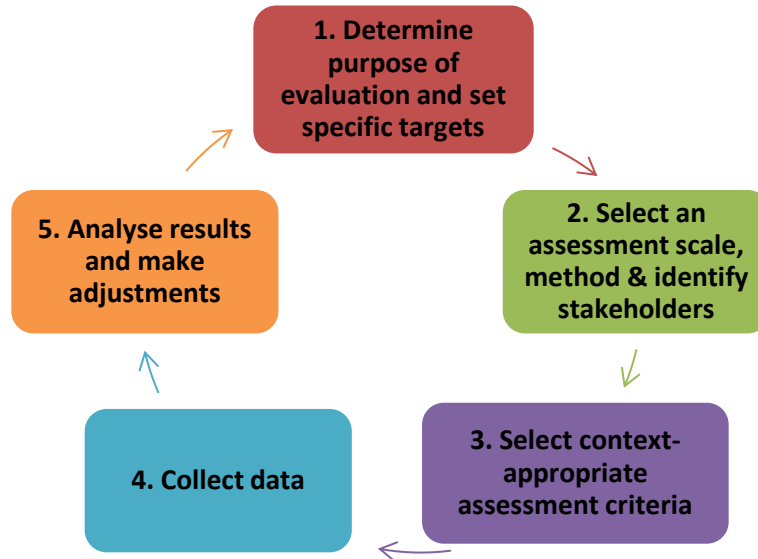 1. Determine
purpose of
evaluation and set
specific targets
2. Select an
assessment scale,
method & identify
stakeholders
3. Select context-
appropriate
assessment criteria
4. Collect data
5. Analyse results
and make
adjustments